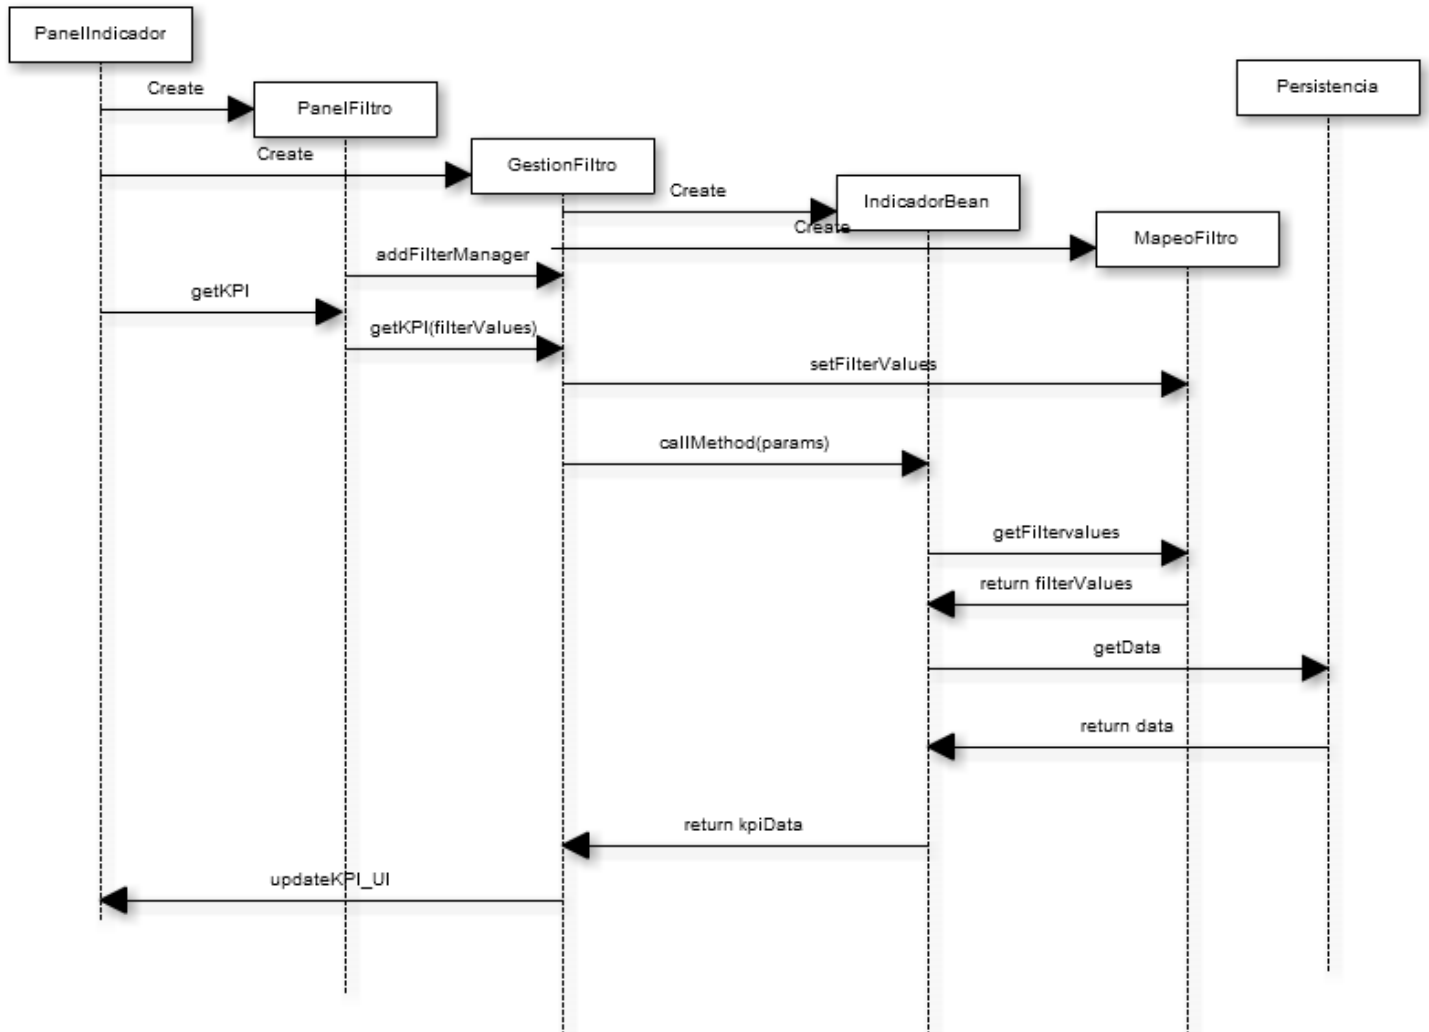 PanelIndicador
Persistencia
Create
PanelFiltro
Create
GestionFiltro
Create
IndicadorBean
Create
MapeoFiltro
addFilterManager
getKPI
getKPI(filterValues)
setFilterValues
callMethod(params)
getFiltervalues
return filterValues
getData
return data
return kpiData
updateKPI_UI